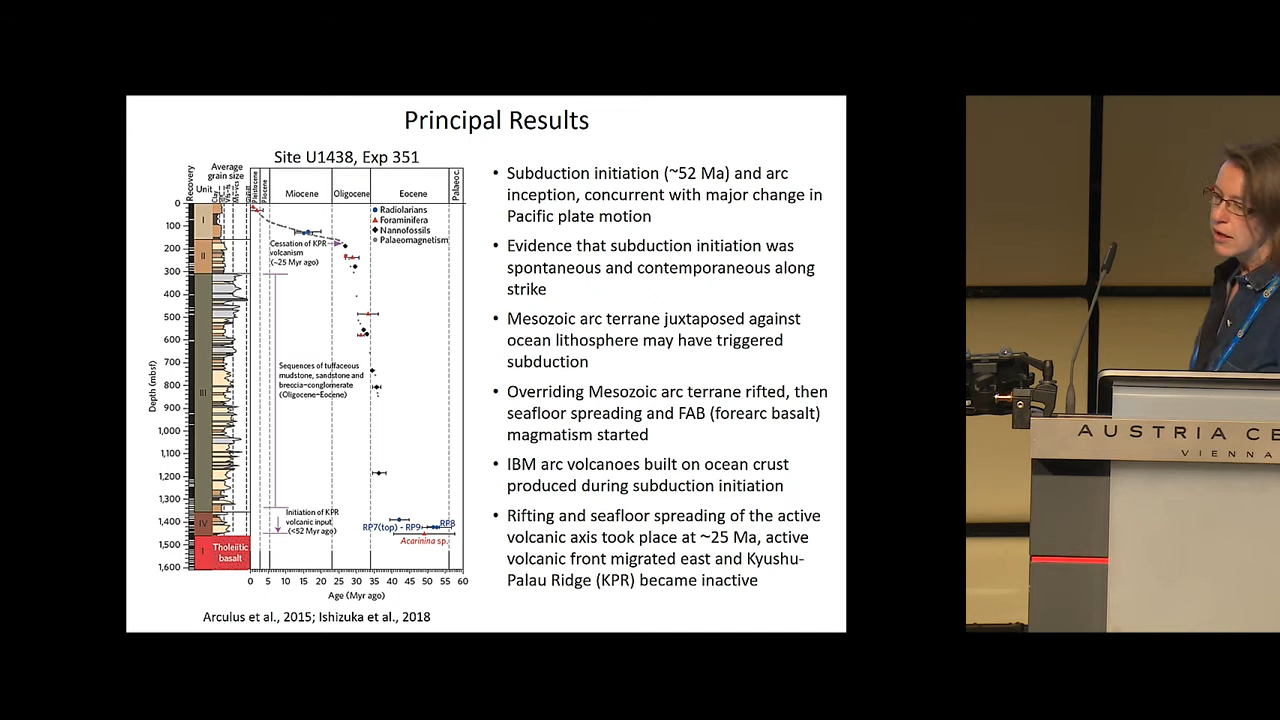 Principal Results
Site U1438, Exp 351
Recovery
Unit
Average
grain size
Pleistocene
Pliocene
Miocene
Oligocene
Eocene
Palaeoc.
Radiolarians
Foraminifera
Nannofossils
Palaeomagnetism
0
100
200
300
400
500
600
700
800
900
1,000
1,100
1,200
1,300
1,400
1,500
1,600
Depth (mbsl)
I
II
III
IV
1
Cessation of KPR
volcanism
(~25 Myr ago)
Sequences of tuffaceous
mudstone, sandstone and
breccia–conglomerate
(Oligocene–Eocene)
Initiation of KPR
volcanic input
(<52 Myr ago)
RP7(top) - RP9
RP8
Acarinina sp.
Tholeiitic
basalt
0 5 10 15 20 25 30 35 40 45 50 55 60
Age (Myr ago)
Arculus et al., 2015; Ishizuka et al., 2018
• Subduction initiation (~52 Ma) and arc
inception, concurrent with major change in
Pacific plate motion
• Evidence that subduction initiation was
spontaneous and contemporaneous along
strike
• Mesozoic arc terrane juxtaposed against
ocean lithosphere may have triggered
subduction
• Overriding Mesozoic arc terrane rifted, then
seafloor spreading and FAB (forearc basalt)
magmatism started
• IBM arc volcanoes built on ocean crust
produced during subduction initiation
• Rifting and seafloor spreading of the active
volcanic axis took place at ~25 Ma, active
volcanic front migrated east and Kyushu-
Palau Ridge (KPR) became inactive
AUSTRIA CE
VIENNA